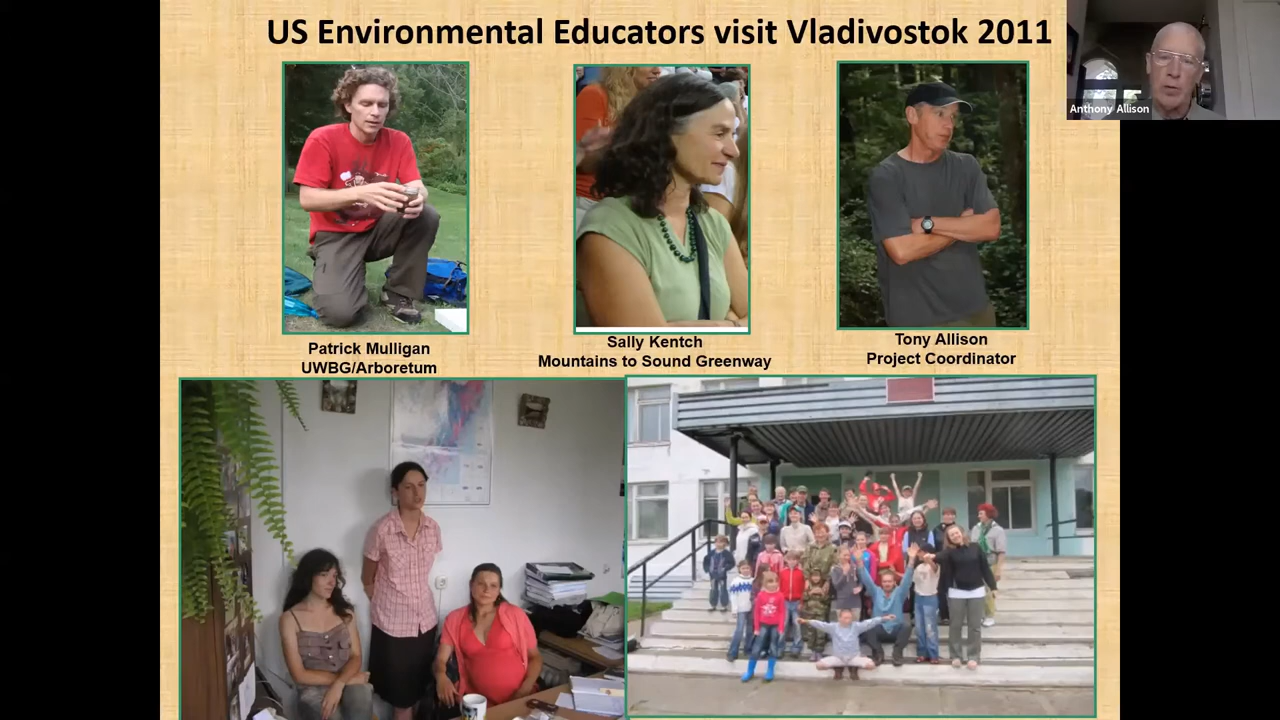 US Environmental Educators visit Vladivostok 2011
Anthony Allison
Patrick Mulligan
UWBG/Arboretum
Sally Kentch
Mountains to Sound Greenway
Tony Allison
Project Coordinator